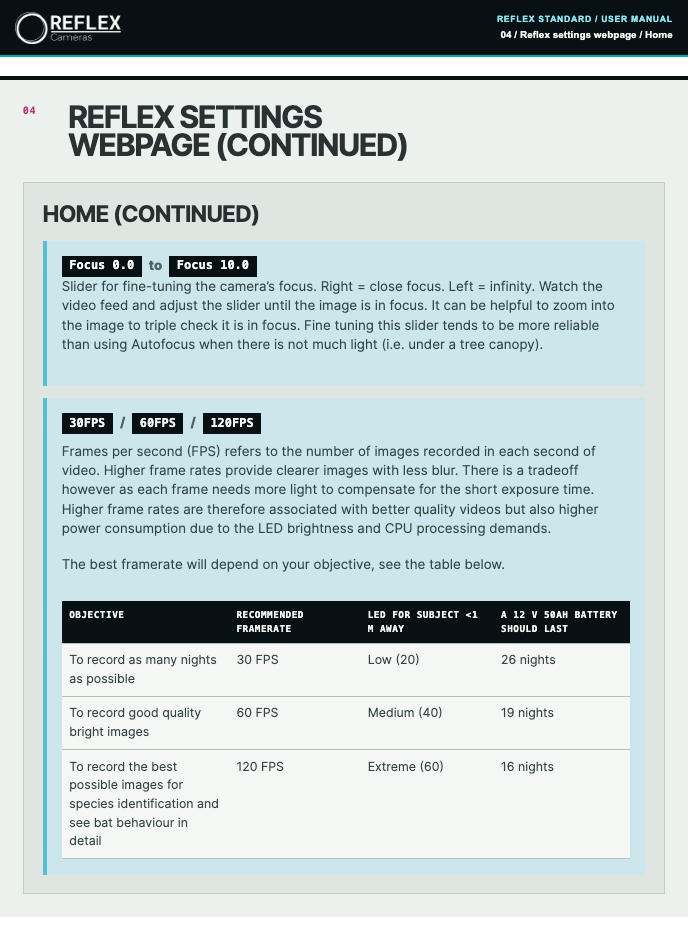 REFLEX
Cameras
REFLEX STANDARD / USER MANUAL
04 / Reflex settings webpage / Home
04
REFLEX SETTINGS
WEBPAGE (CONTINUED)
HOME (CONTINUED)
Focus 0.0 to Focus 10.0
Slider for fine-tuning the camera’s focus. Right = close focus. Left = infinity. Watch the
video feed and adjust the slider until the image is in focus. It can be helpful to zoom into
the image to triple check it is in focus. Fine tuning this slider tends to be more reliable
than using Autofocus when there is not much light (i.e. under a tree canopy).
30FPS / 60FPS / 120FPS
Frames per second (FPS) refers to the number of images recorded in each second of
video. Higher frame rates provide clearer images with less blur. There is a tradeoff
however as each frame needs more light to compensate for the short exposure time.
Higher frame rates are therefore associated with better quality videos but also higher
power consumption due to the LED brightness and CPU processing demands.
The best framerate will depend on your objective, see the table below.
OBJECTIVE
RECOMMENDED
FRAMERATE
LED FOR SUBJECT <1
M AWAY
A 12 V 50AH BATTERY
SHOULD LAST
To record as many nights
as possible
30 FPS
Low (20)
26 nights
To record good quality
bright images
60 FPS
Medium (40)
19 nights
To record the best
possible images for
species identification and
see bat behaviour in
detail
120 FPS
Extreme (60)
16 nights